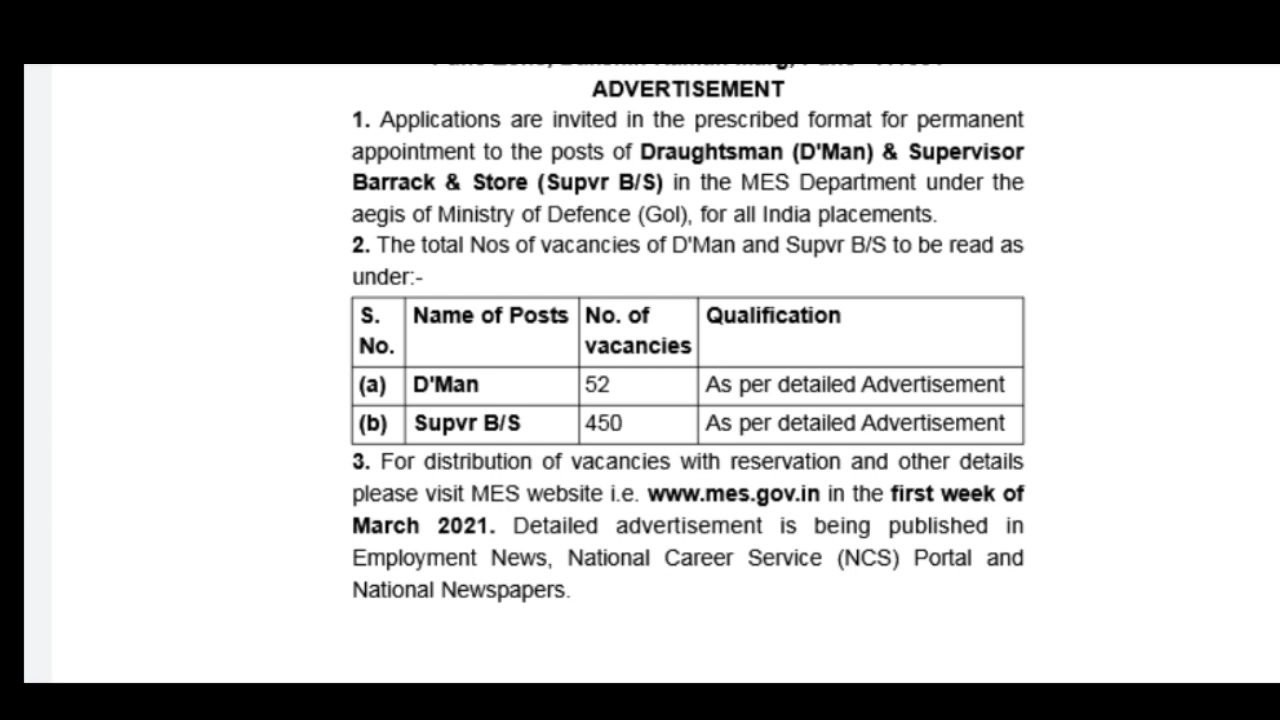 ADVERTISEMENT
1. Applications are invited in the prescribed format for permanent
appointment to the posts of Draughtsman (D'Man) & Supervisor
Barrack & Store (Supvr B/S) in the MES Department under the
aegis of Ministry of Defence (GoI), for all India placements.
2. The total Nos of vacancies of D'Man and Supvr B/S to be read as
under:-
S. No. Name of Posts No. of vacancies Qualification
(a) D'Man 52 As per detailed Advertisement
(b) Supvr B/S 450 As per detailed Advertisement
3. For distribution of vacancies with reservation and other details
please visit MES website i.e. www.mes.gov.in in the first week of
March 2021. Detailed advertisement is being published in
Employment News, National Career Service (NCS) Portal and
National Newspapers.